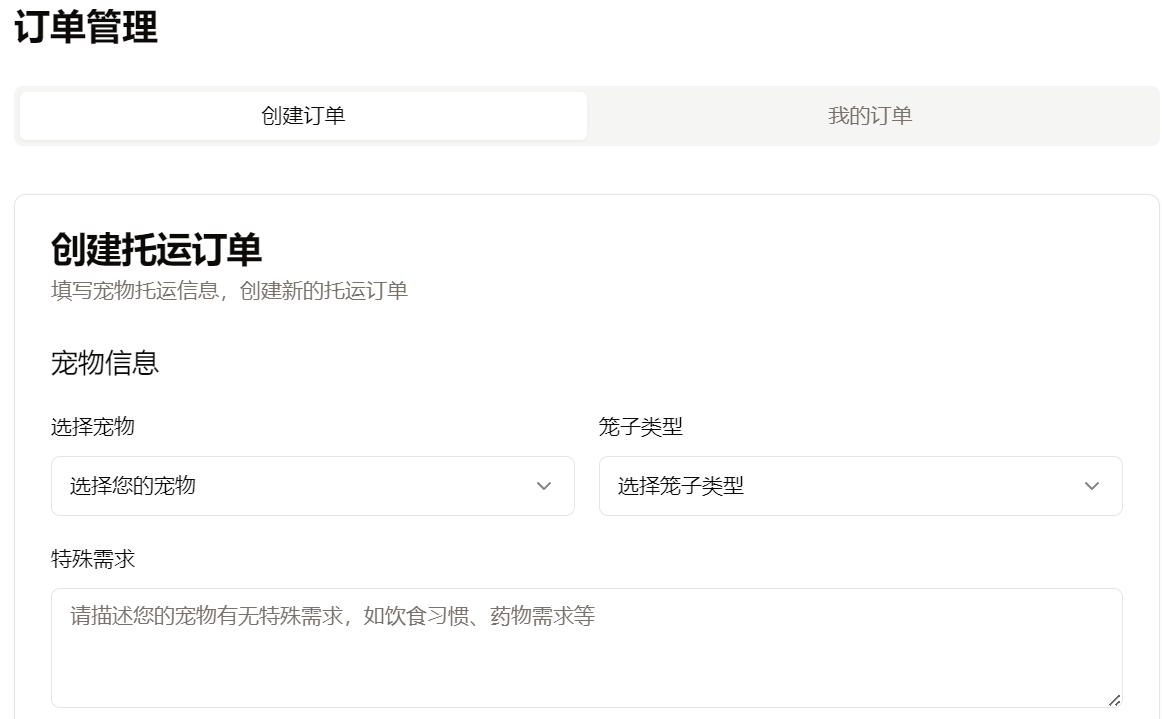 订单管理
创建订单
我的订单
创建托运订单
填写宠物托运信息，创建新的托运订单
宠物信息
选择宠物
笼子类型
选择您的宠物
选择笼子类型
特殊需求
请描述您的宠物有无特殊需求，如饮食习惯、药物需求等